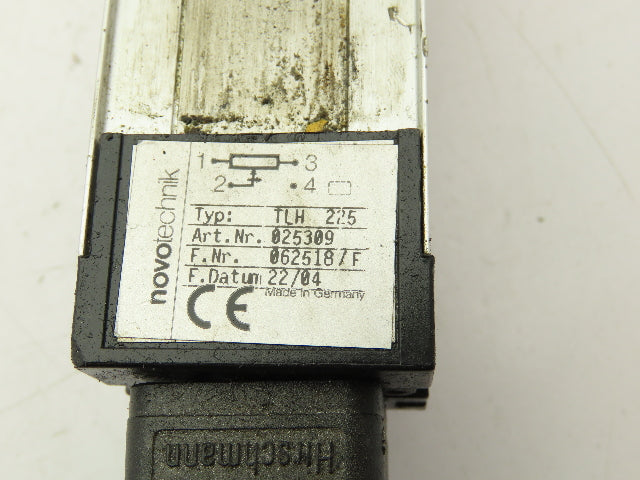 1 3
2 4
novotechnik
Typ: TLH 225
Art.Nr. 025309
F.Nr. 062518/F
F.Datum 22/04
CE Made in Germany
Hirschmann